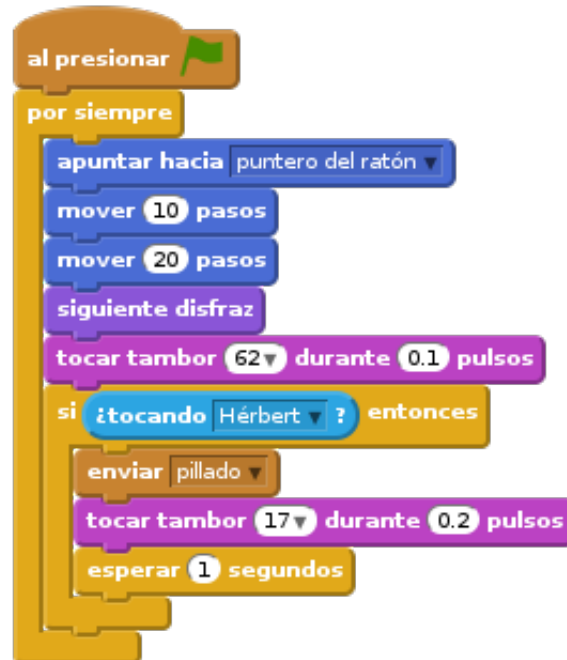 al presionar
por siempre
apuntar hacia puntero del ratón
mover 10 pasos
mover 20 pasos
siguiente disfraz
tocar tambor 62 durante 0.1 pulsos
si ¿tocando Hérbert ? entonces
enviar pillado
tocar tambor 17 durante 0.2 pulsos
esperar 1 segundos